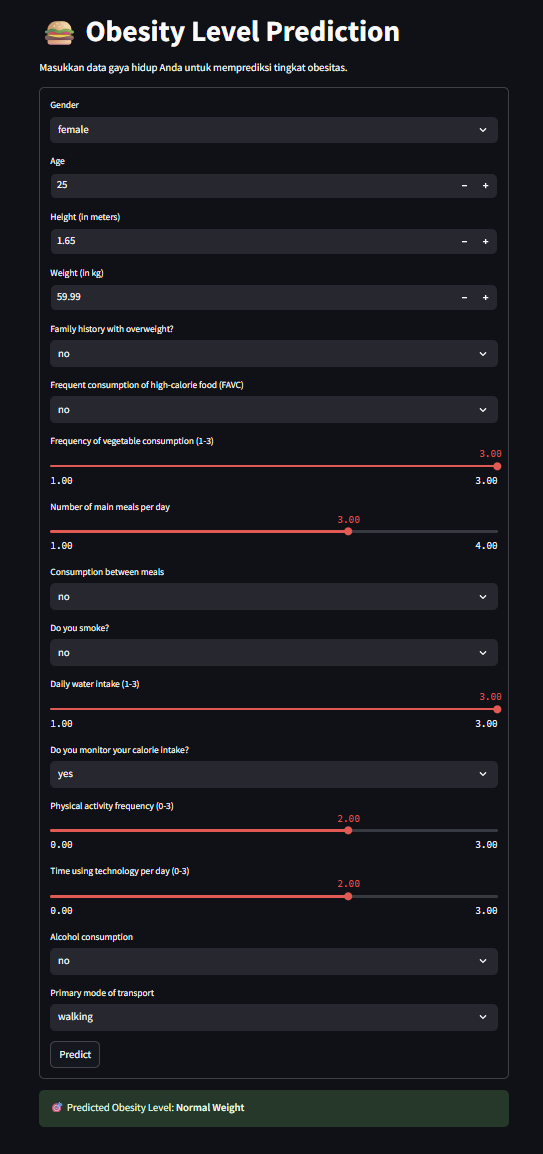 Obesity Level Prediction
Masukkan data gaya hidup Anda untuk memprediksi tingkat obesitas.
Gender
female
Age
25
− +
Height (in meters)
1.65
− +
Weight (in kg)
59.99
− +
Family history with overweight?
no
Frequent consumption of high-calorie food (FAVC)
no
Frequency of vegetable consumption (1-3)
3.00
1.00 3.00
Number of main meals per day
3.00
1.00 4.00
Consumption between meals
no
Do you smoke?
no
Daily water intake (1-3)
3.00
1.00 3.00
Do you monitor your calorie intake?
yes
Physical activity frequency (0-3)
2.00
0.00 3.00
Time using technology per day (0-3)
2.00
0.00 3.00
Alcohol consumption
no
Primary mode of transport
walking
Predict
Predicted Obesity Level: Normal Weight